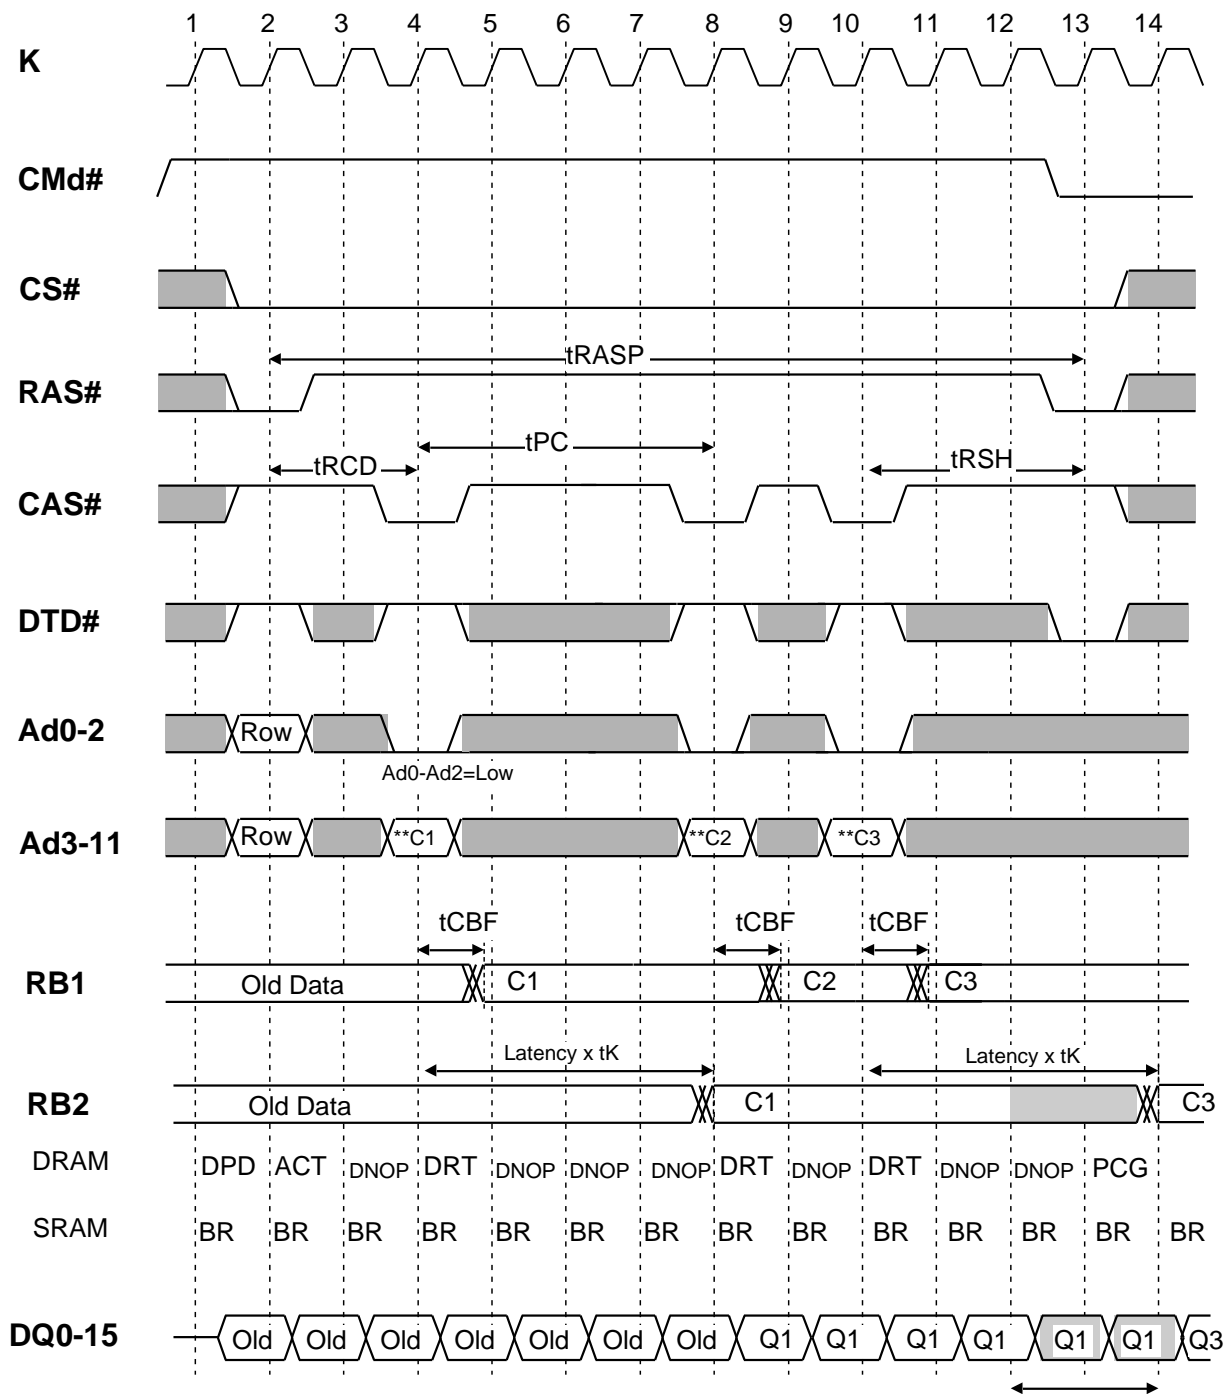 1 2 3 4 5 6 7 8 9 10 11 12 13 14
K
CMd#
CS#
tRASP
RAS#
tPC
tRCD tRSH
CAS#
DTD#
Ad0-2 Row
Ad0-Ad2=Low
Ad3-11 Row **C1 **C2 **C3
tCBF tCBF tCBF
RB1 Old Data C1 C2 C3
Latency x tK Latency x tK
RB2 Old Data C1 C3
DRAM DPD ACT DNOP DRT DNOP DNOP DNOP DRT DNOP DRT DNOP DNOP PCG
SRAM BR BR BR BR BR BR BR BR BR BR BR BR BR BR
DQ0-15 Old Old Old Old Old Old Old Q1 Q1 Q1 Q1 Q1 Q1 Q3